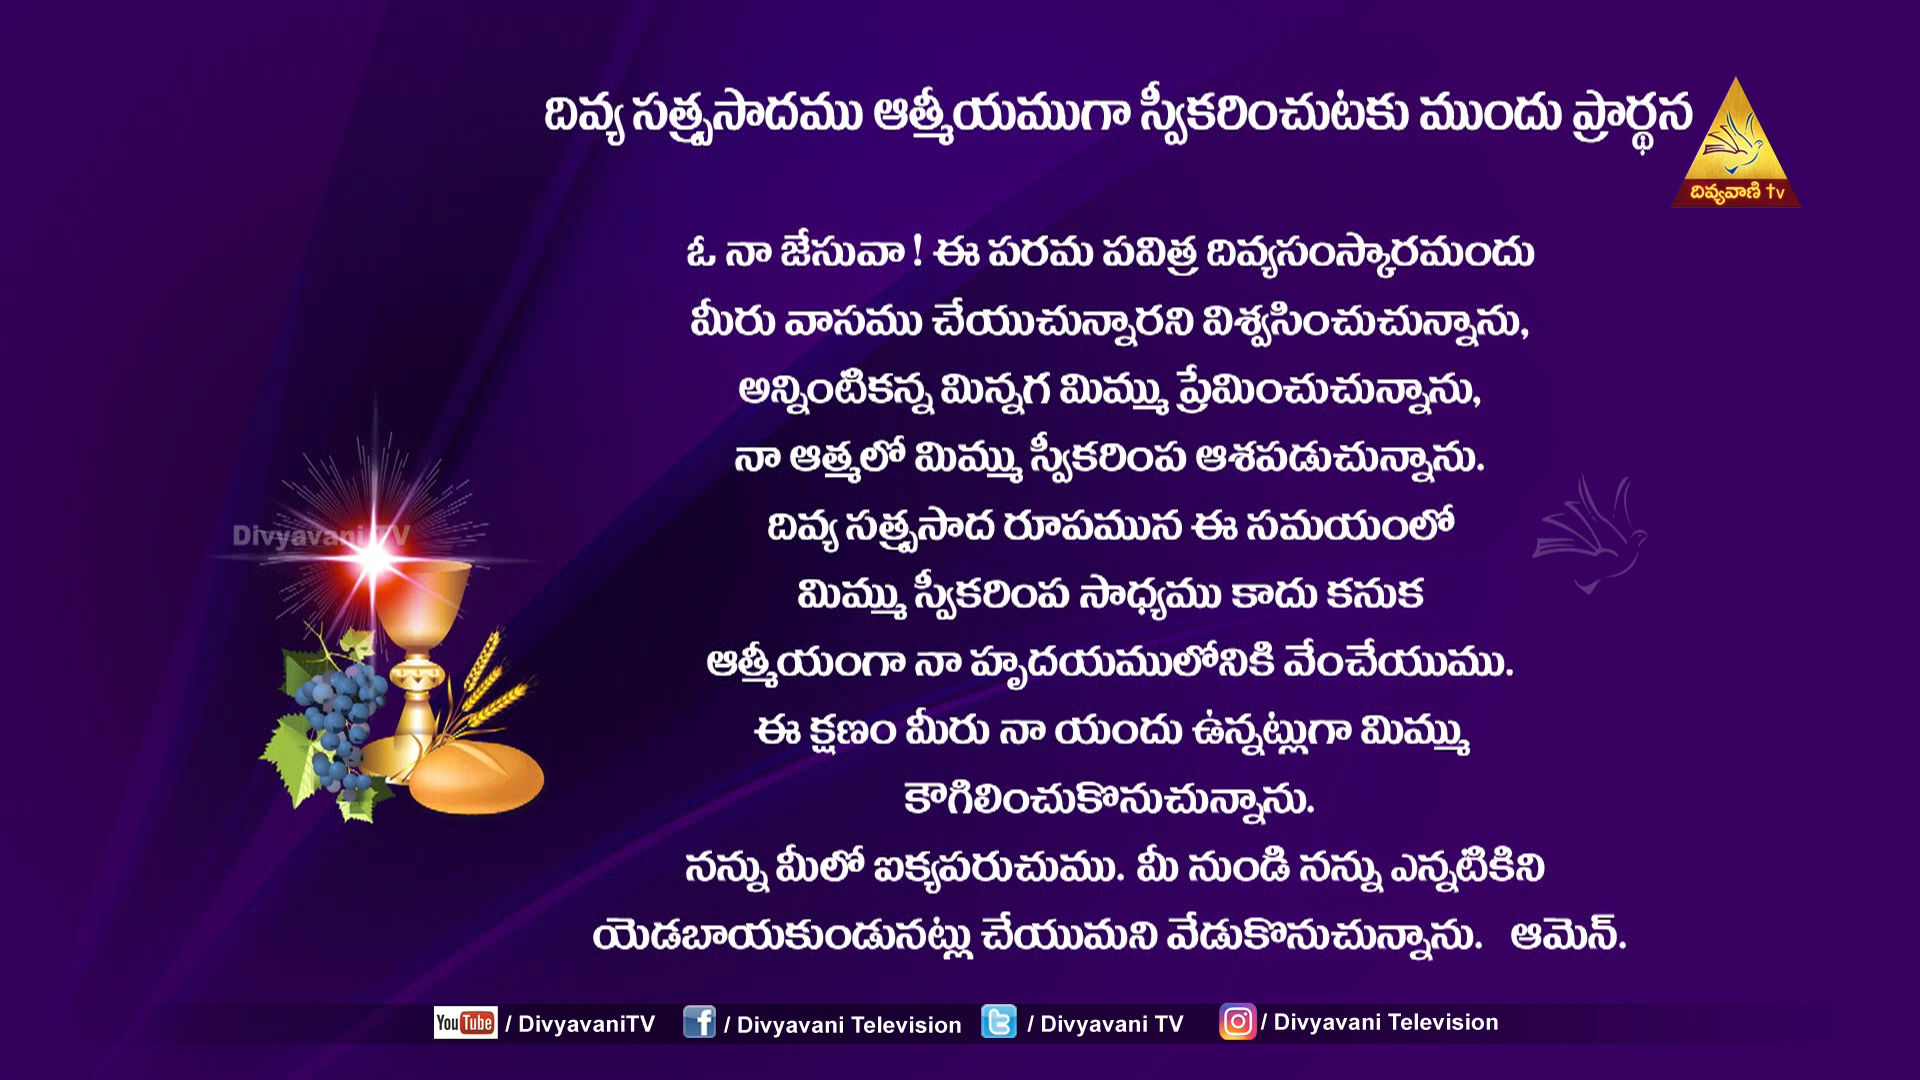 దివ్య సత్ప్రసాదము ఆత్మీయముగా స్వీకరించుటకు ముందు ప్రార్థన
దివ్యవాణి tv
ఓ నా జేసువా ! ఈ పరమ పవిత్ర దివ్యసంస్కారమందు
మీరు వాసము చేయుచున్నారని విశ్వసించుచున్నాను,
అన్నింటికన్న మిన్నగ మిమ్ము ప్రేమించుచున్నాను,
నా ఆత్మలో మిమ్ము స్వీకరింప ఆశపడుచున్నాను.
దివ్య సత్ప్రసాద రూపమున ఈ సమయంలో
Divyavani TV
మిమ్ము స్వీకరింప సాధ్యము కాదు కనుక
ఆత్మీయంగా నా హృదయములోనికి వేంచేయుము.
ఈ క్షణం మీరు నా యందు ఉన్నట్లుగా మిమ్ము
కౌగిలించుకొనుచున్నాను.
నన్ను మీలో ఐక్యపరుచుము. మీ నుండి నన్ను ఎన్నటికిని
యెడబాయకుండునట్లు చేయుమని వేడుకొనుచున్నాను. ఆమెన్.
YouTube / DivyavaniTV f / Divyavani Television / Divyavani TV / Divyavani Television